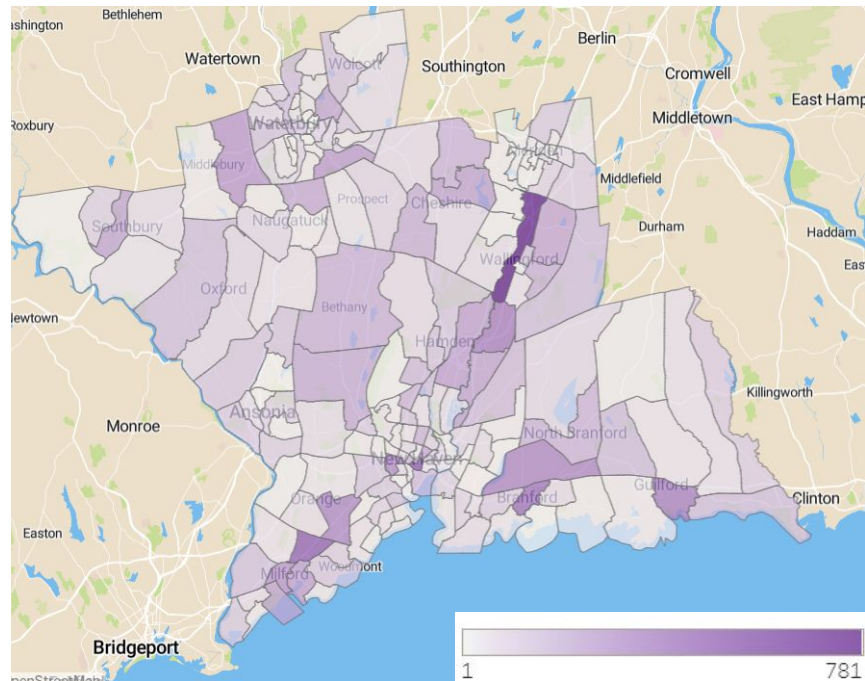 Bethlehem
ashington
Watertown
Wolcott
Berlin
Southington
Cromwell
East Hamp
Middletown
Roxbury
Waterbury
Middlebury
Middlefield
Prospect
Cheshire
Southbury
Naugatuck
Durham
Haddam
Wallingford
East
Oxford
Bethany
Newtown
Hamden
Killingworth
Ansonia
Monroe
North Branford
New Haven
Guilford
Branford
Clinton
Orange
Easton
Milford
Woodmont
Bridgeport
1
781